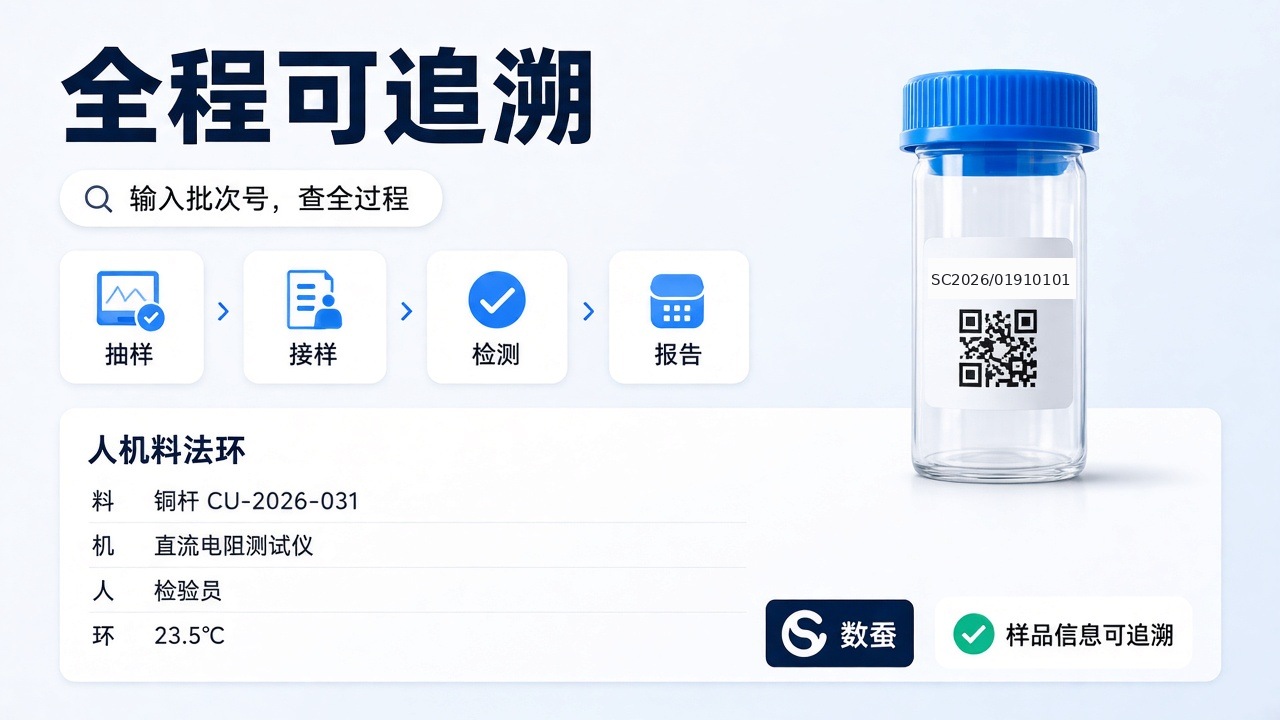 全程可追溯
输入批次号，查全过程
抽样
接样
检测
报告
SC2026/01910101
人机料法环
料 铜杆 CU-2026-031
机 直流电阻测试仪
人 检验员
环 23.5℃
数蚕
样品信息可追溯